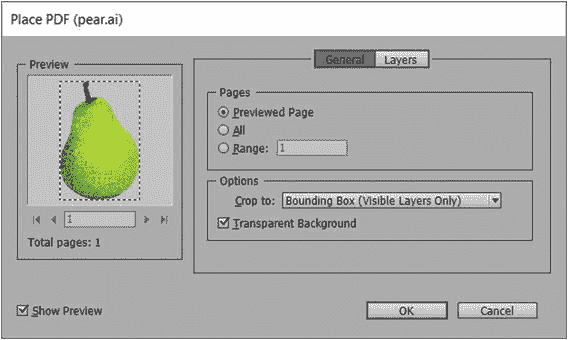 Place PDF (pear.ai)
Preview
1
Total pages: 1
Show Preview
General Layers
Pages
Previewed Page
All
Range: 1
Options
Crop to: Bounding Box (Visible Layers Only)
Transparent Background
OK Cancel